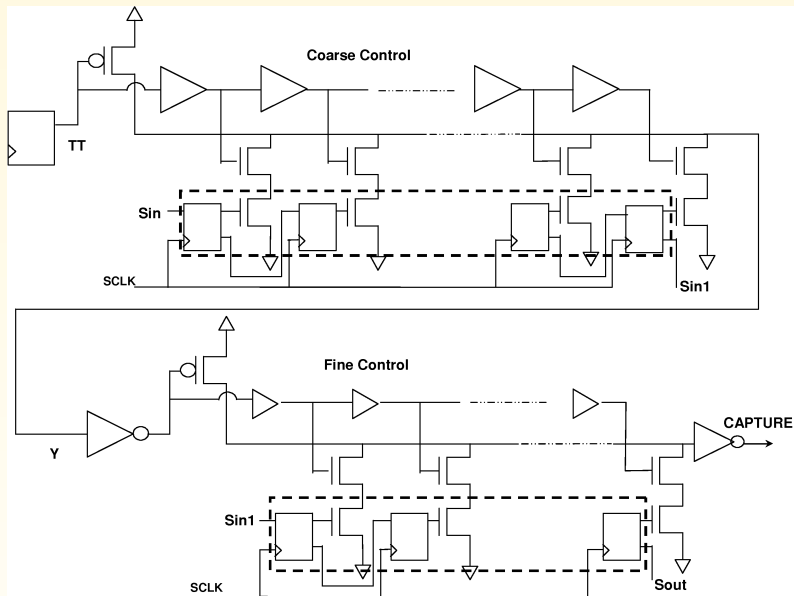 Coarse Control
TT
Sin
SCLK
Sin1
Fine Control
CAPTURE
Y
Sin1
SCLK
Sout